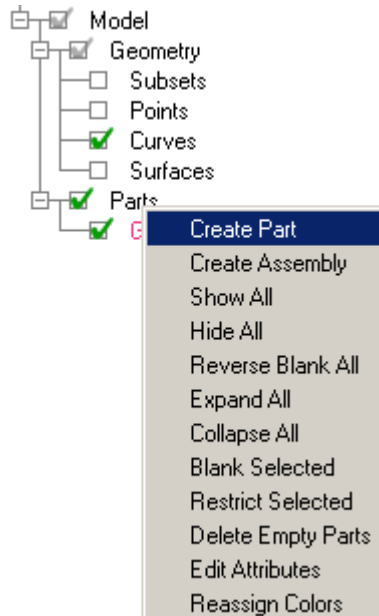 Model
Geometry
Subsets
Points
Curves
Surfaces
Parts
G
Create Part
Create Assembly
Show All
Hide All
Reverse Blank All
Expand All
Collapse All
Blank Selected
Restrict Selected
Delete Empty Parts
Edit Attributes
Reassign Colors